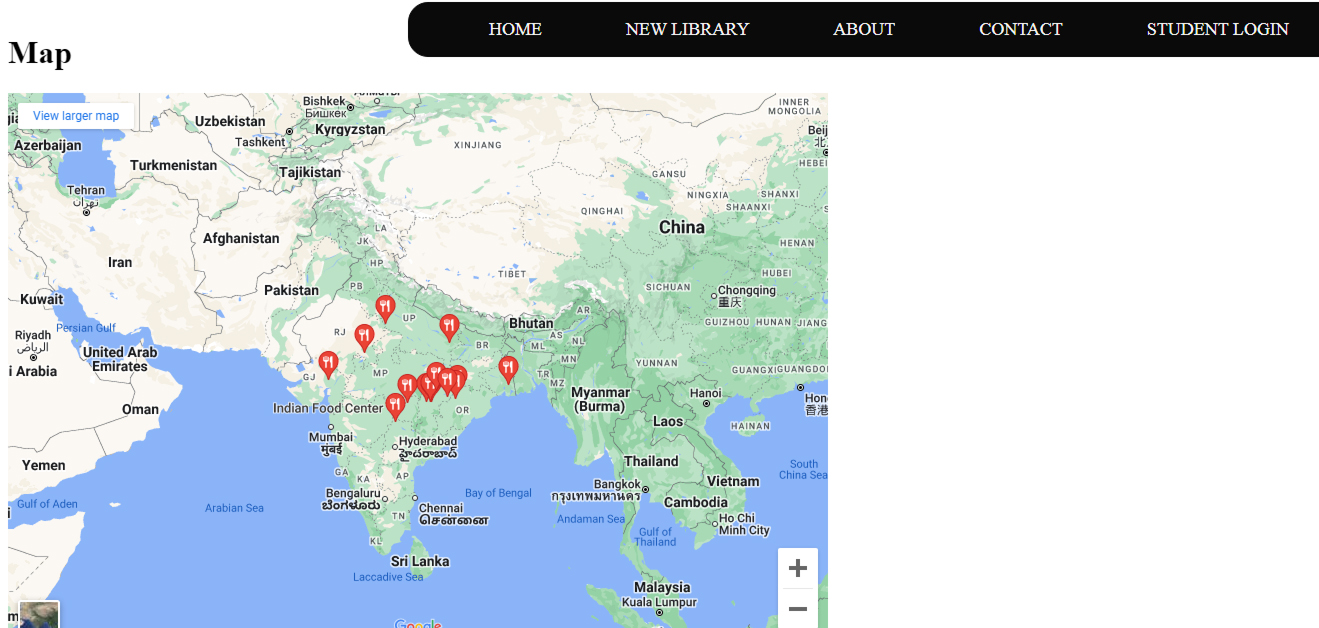 HOME NEW LIBRARY ABOUT CONTACT STUDENT LOGIN
Map
View larger map
Bishkek
Бишкек
INNER
MONGOLIA
Uzbekistan
Kyrgyzstan
Tashkent
Azerbaijan
XINJIANG
Turkmenistan
Tajikistan
GANSU
Tehran
تهران
NINGXIA
SHANXI
SHAANXI
QINGHAI
China
LA
JK
Afghanistan
HENAN
Iran
HP
TIBET
HUBEI
Pakistan
PB
SICHUAN
Chongqing
重庆
Kuwait
UP
AR
Bhutan
GUIZHOU
HUNAN
Persian Gulf
RJ
AS
NL
Riyadh
الرياض
BR
ML
United Arab
Emirates
MN
YUNNAN
GJ
MP
TR
MZ
GUANGXI
Myanmar
(Burma)
Hanoi
Oman
Indian Food Center
OR
Laos
HAINAN
Mumbai
मुंबई
Hyderabad
హైదరాబాద్
Yemen
Thailand
South
China Sea
GA
KA
AP
Vietnam
Bangkok
กรุงเทพมหานคร
Bengaluru
ಬೆಂಗಳೂರು
Bay of Bengal
Cambodia
Gulf of Aden
Arabian Sea
Chennai
சென்னை
TN
Andaman Sea
Gulf of
Thailand
Ho Chi
Minh City
KL
Sri Lanka
Laccadive Sea
Malaysia
Kuala Lumpur
Google